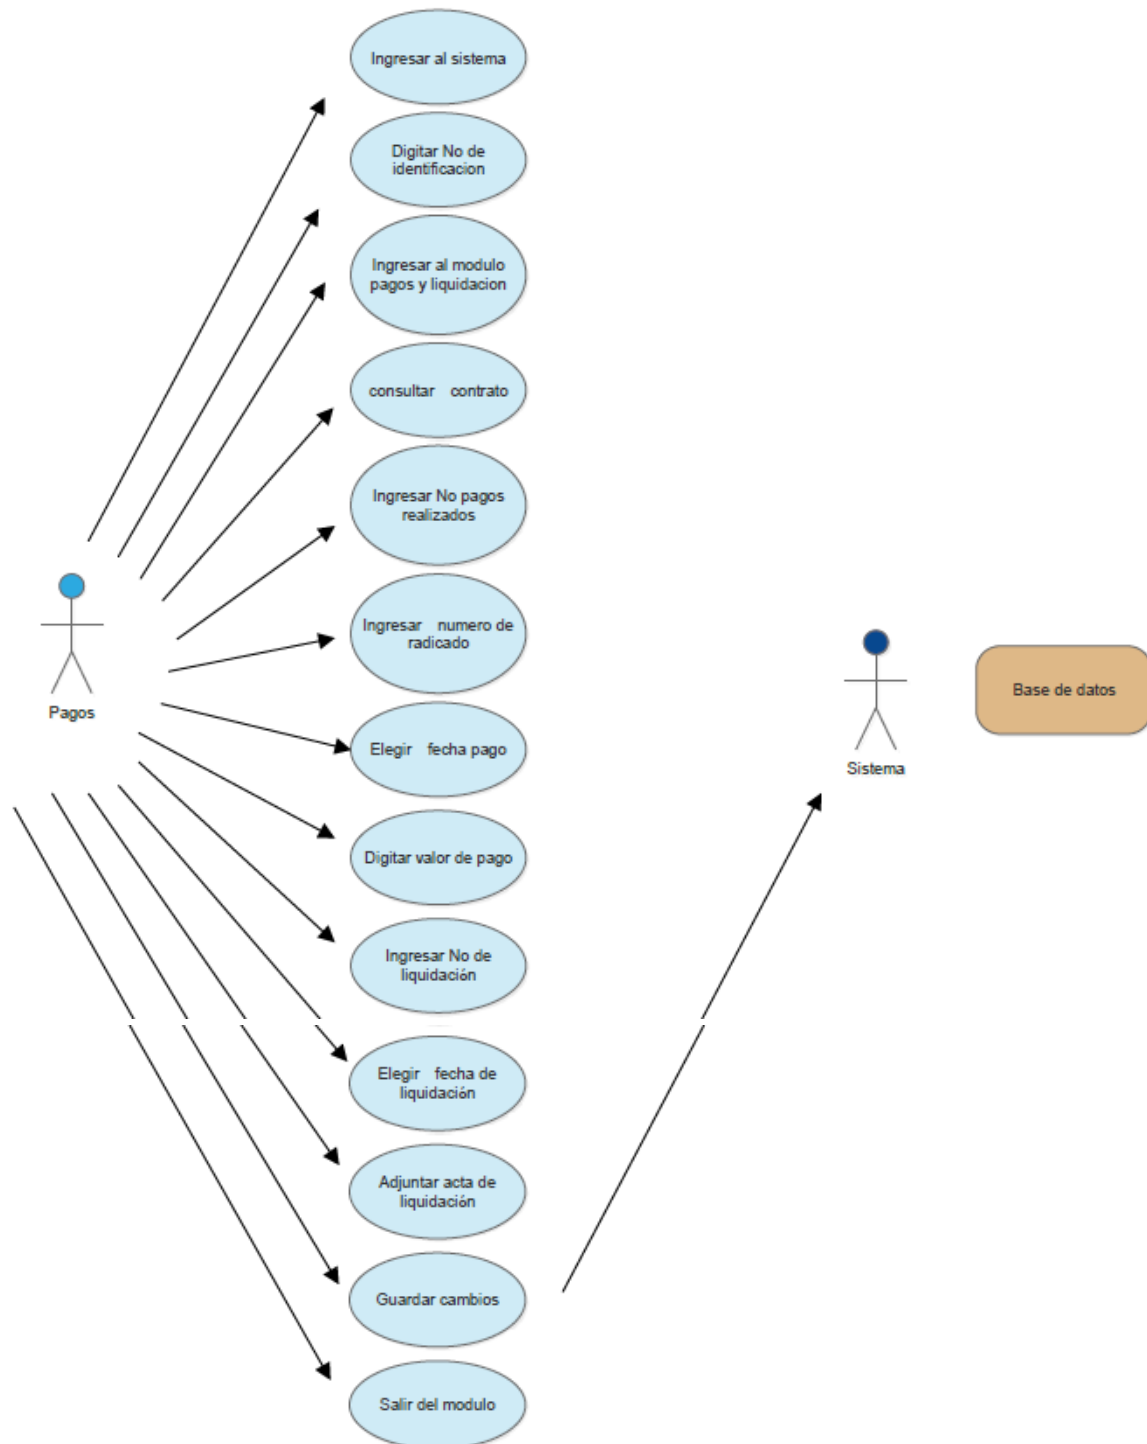 Ingresar al sistema
Digitar No de
identificacion
Ingresar al modulo
pagos y liquidacion
consultar contrato
Ingresar No pagos
realizados
Ingresar numero de
radicado
Pagos
Elegir fecha pago
Digitar valor de pago
Ingresar No de
liquidación
Elegir fecha de
liquidación
Adjuntar acta de
liquidación
Guardar cambios
Salir del modulo
Sistema
Base de datos